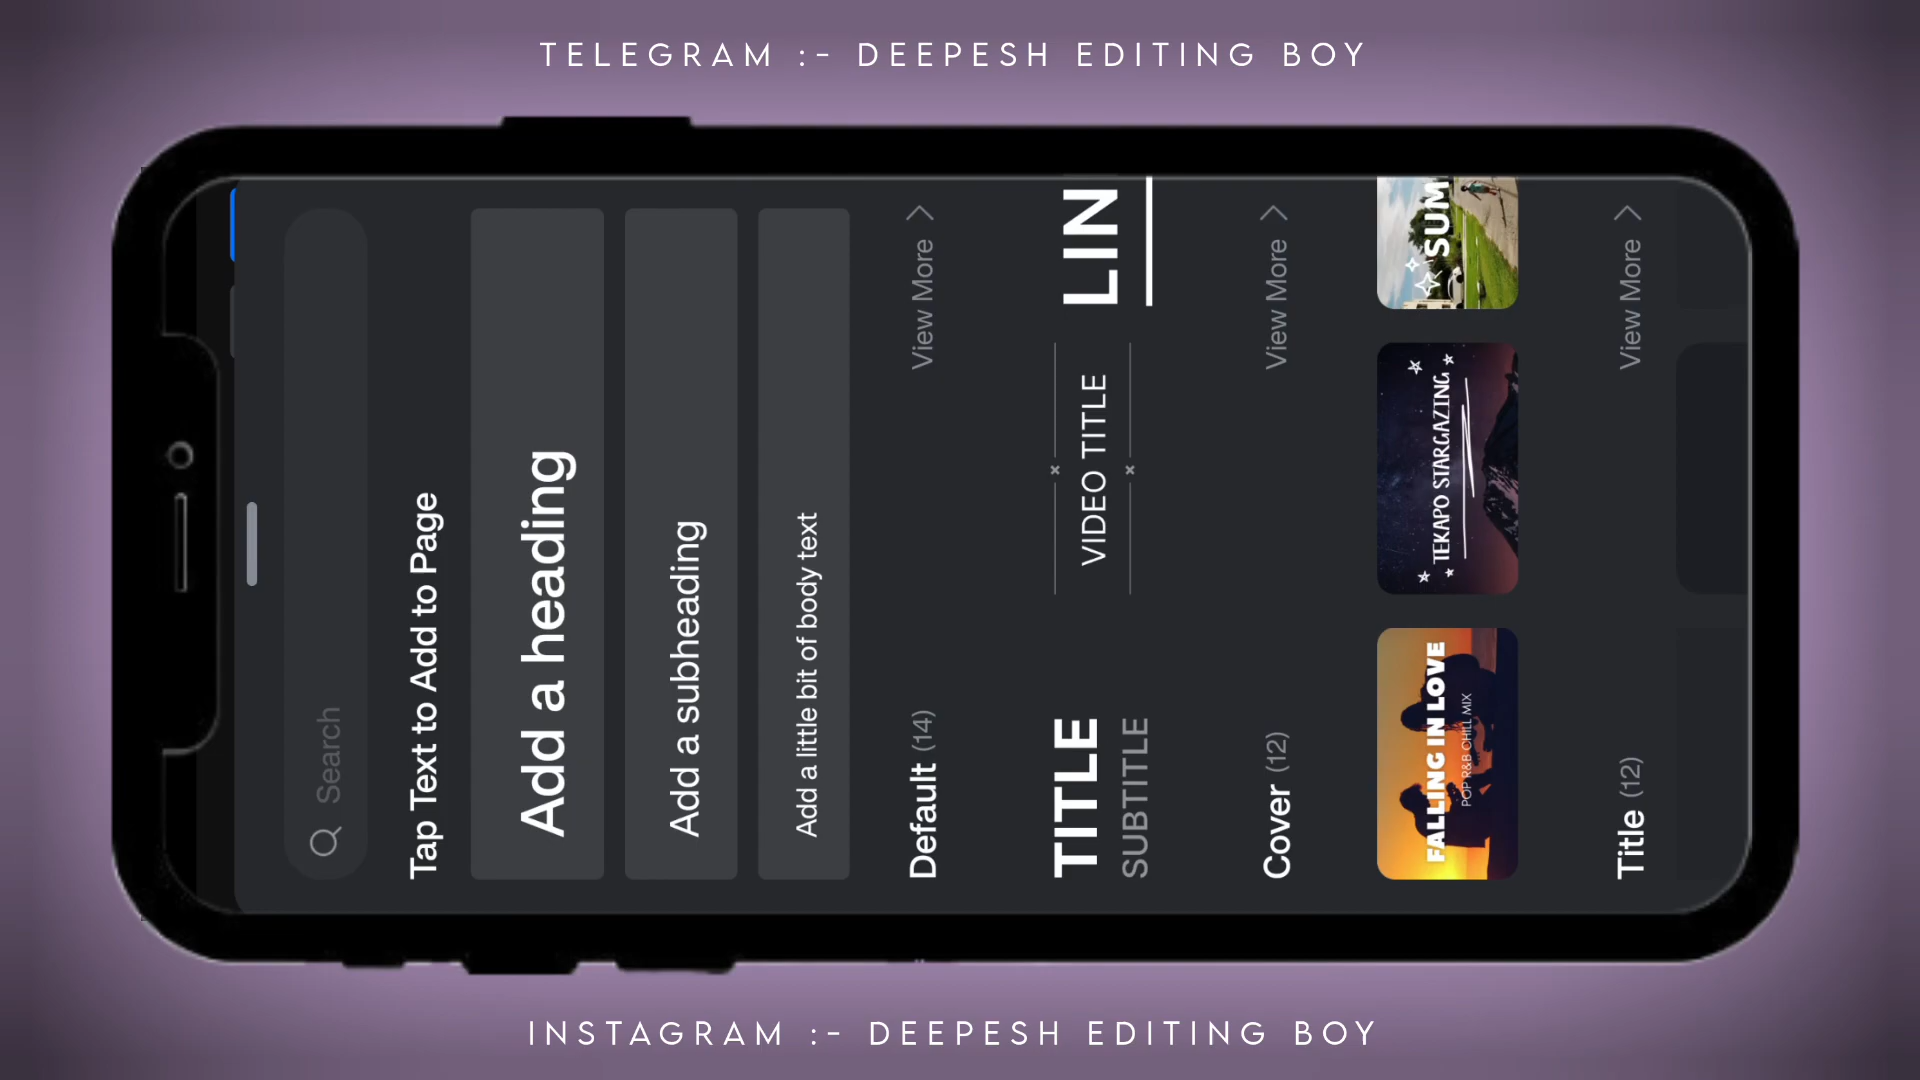 TELEGRAM :- DEEPESH EDITING BOY
Search
Tap Text to Add to Page
Add a heading
Add a subheading
Add a little bit of body text
Default (14)
View More
TITLE
SUBTITLE
VIDEO TITLE
LIN
Cover (12)
View More
FALLING IN LOVE
POP R&B CHILL MIX
TEKAPO STARGAZING
SUM
Title (12)
View More
INSTAGRAM :- DEEPESH EDITING BOY